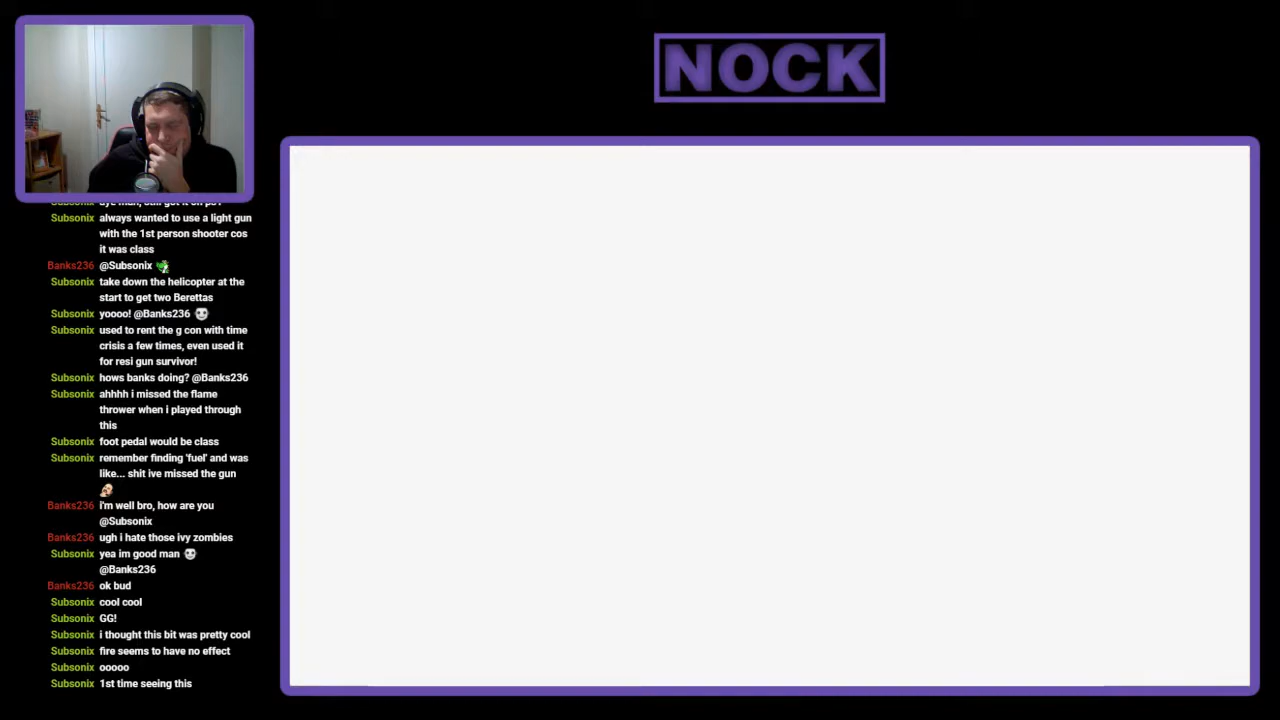 NOCK
Subsonix always wanted to use a light gun
with the 1st person shooter cos
it was class
Banks236 @Subsonix
Subsonix take down the helicopter at the
start to get two Berettas
Subsonix yoooo! @Banks236
Subsonix used to rent the g con with time
crisis a few times, even used it
for resi gun survivor!
Subsonix hows banks doing? @Banks236
Subsonix ahhhh i missed the flame
thrower when i played through
this
Subsonix foot pedal would be class
Subsonix remember finding 'fuel' and was
like... shit ive missed the gun
Banks236 I'm well bro, how are you
@Subsonix
Banks236 ugh i hate those ivy zombies
Subsonix yea im good man
@Banks236
Banks236 ok bud
Subsonix cool cool
Subsonix GG!
Subsonix i thought this bit was pretty cool
Subsonix fire seems to have no effect
Subsonix ooooo
Subsonix 1st time seeing this